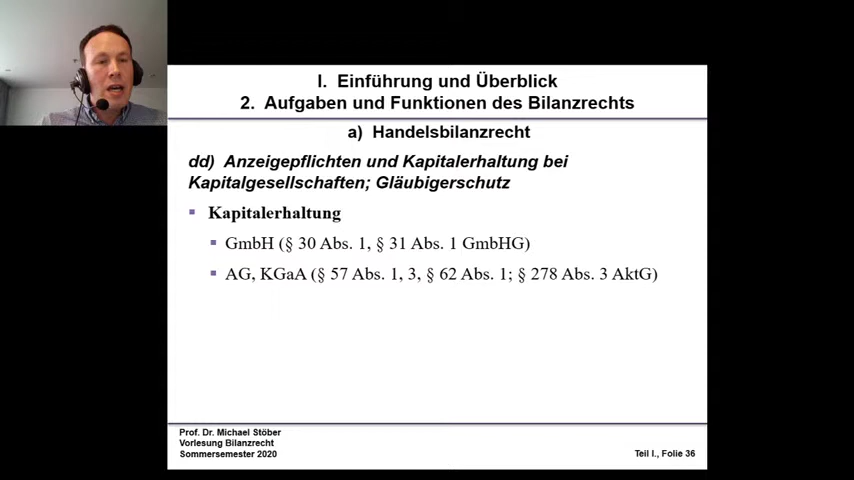 I. Einführung und Überblick
2. Aufgaben und Funktionen des Bilanzrechts
a) Handelsbilanzrecht
dd) Anzeigepflichten und Kapitalerhaltung bei
Kapitalgesellschaften; Gläubigerschutz
Kapitalerhaltung
GmbH (§ 30 Abs. 1, § 31 Abs. 1 GmbHG)
AG, KGaA (§ 57 Abs. 1, 3, § 62 Abs. 1; § 278 Abs. 3 AktG)
Prof. Dr. Michael Stöber
Vorlesung Bilanzrecht
Sommersemester 2020
Teil I., Folie 36